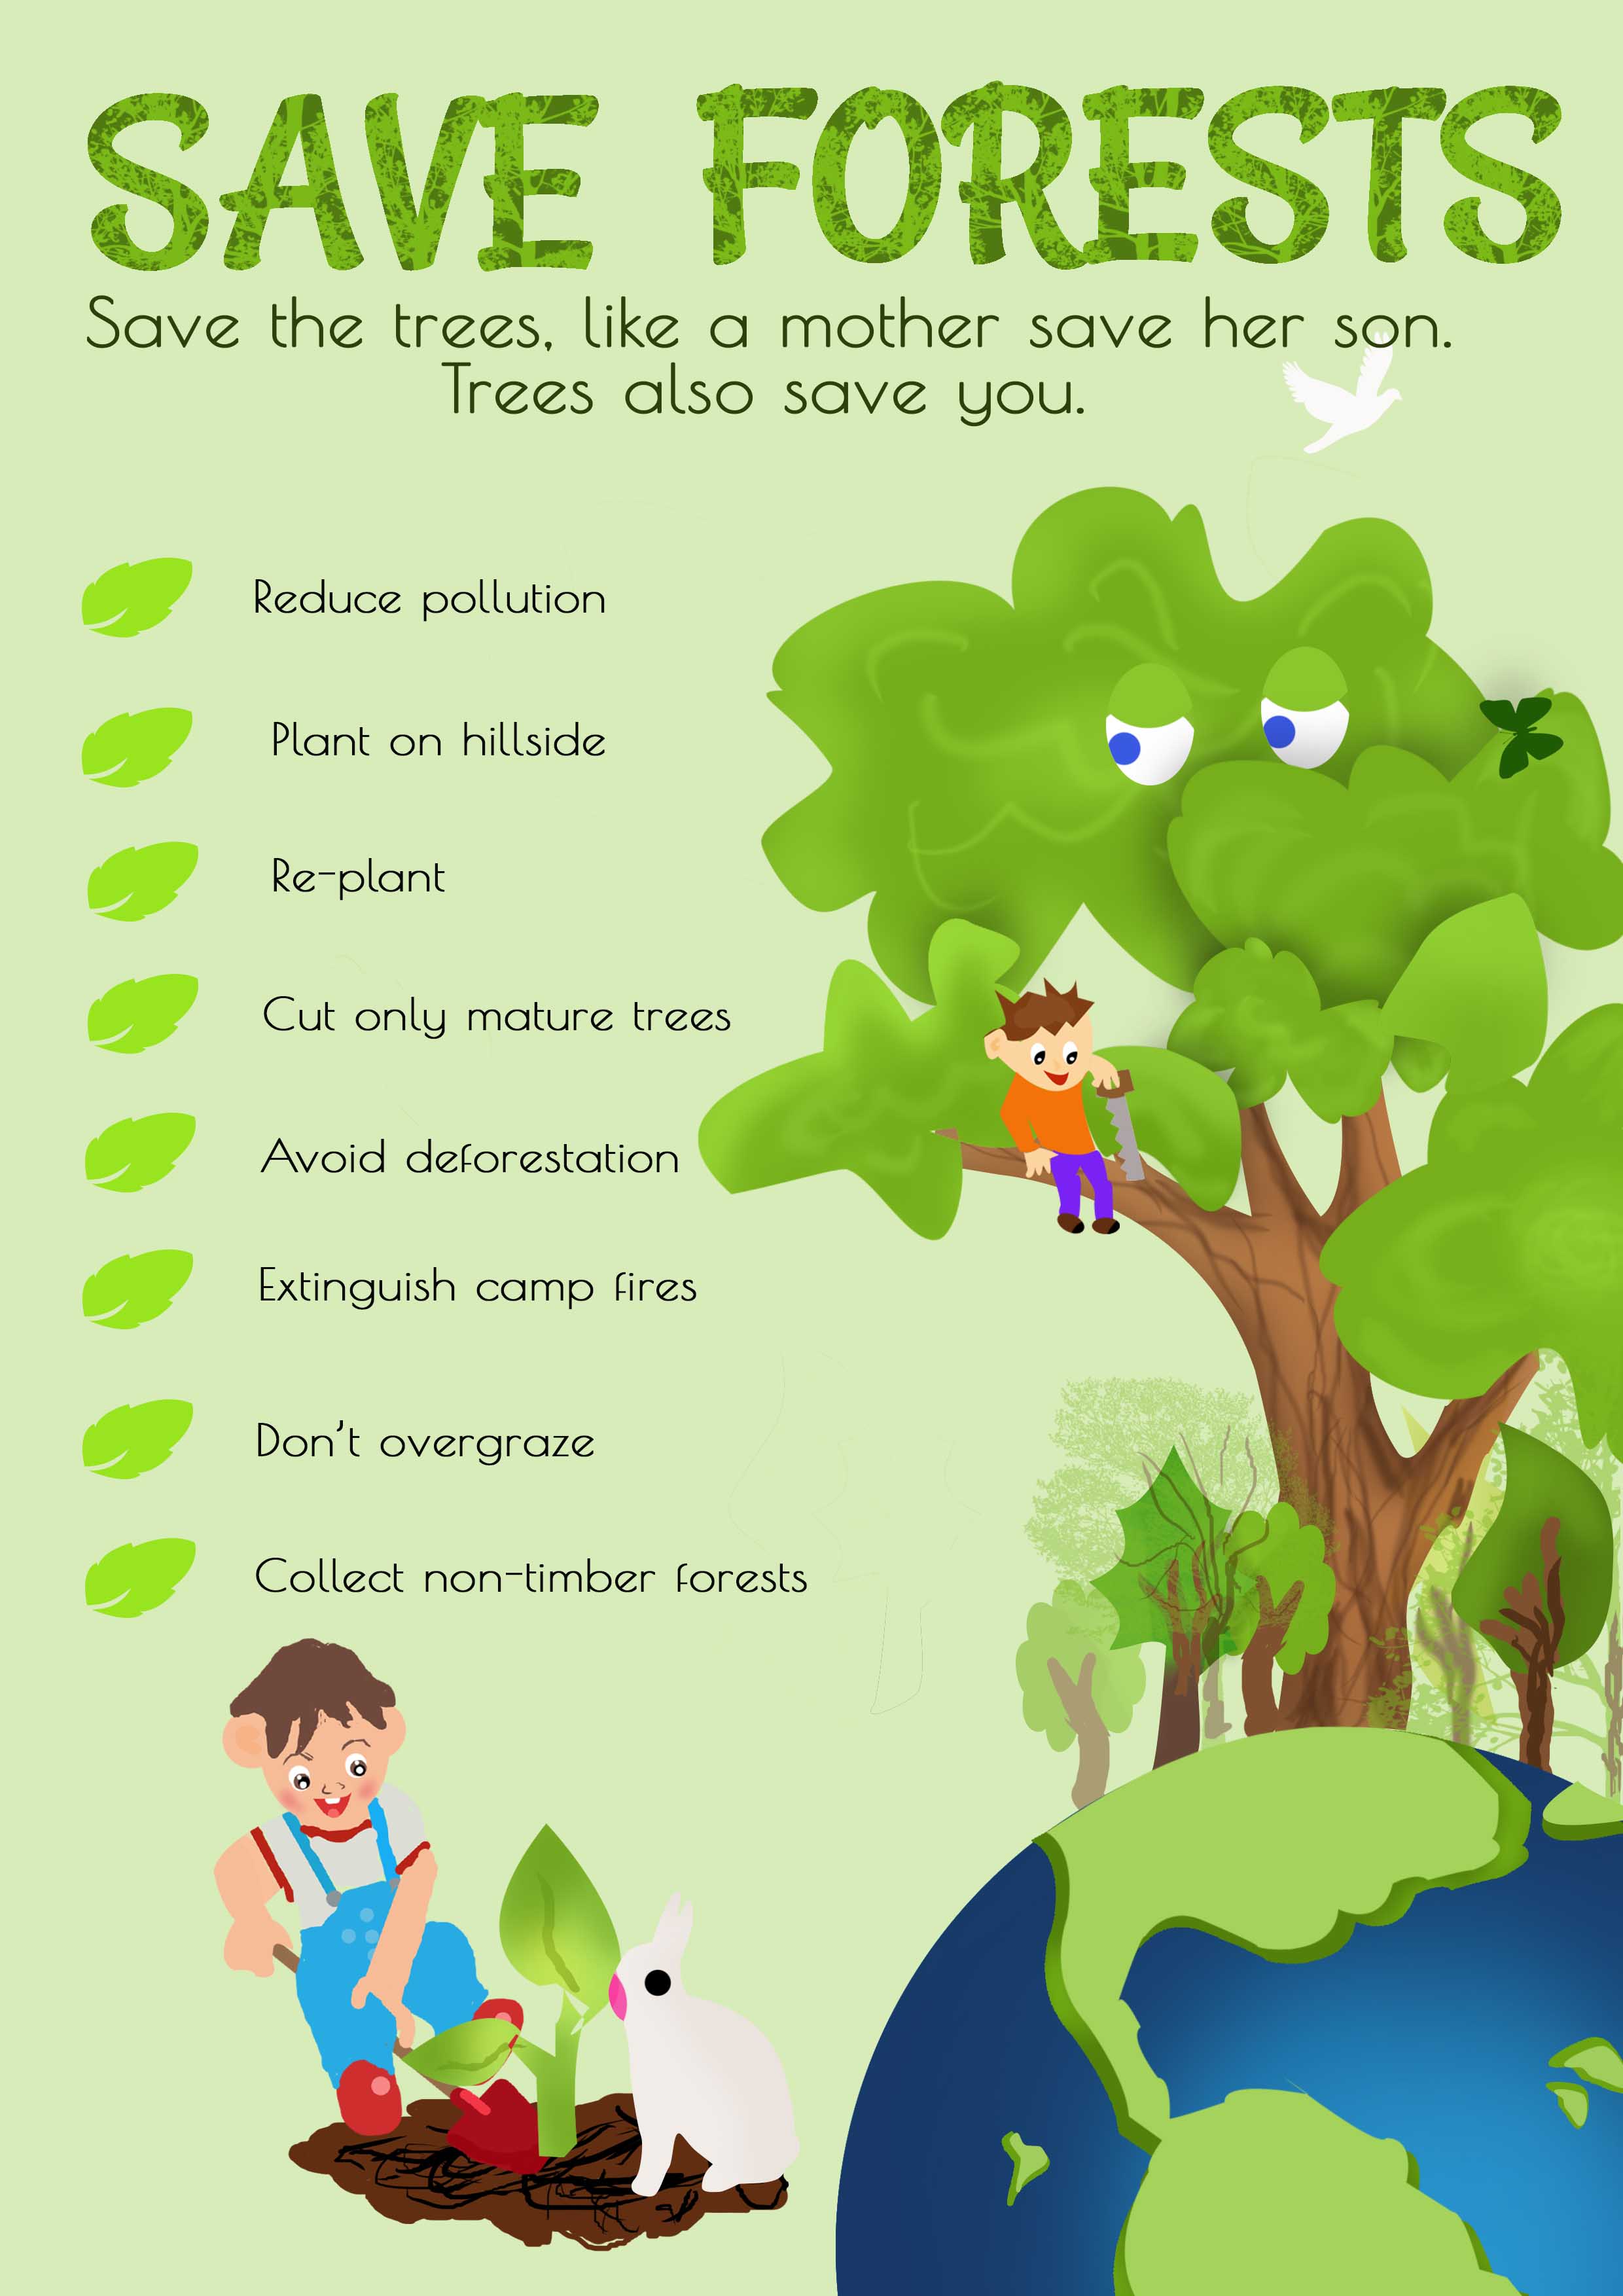 SAVE FORESTS
Save the trees, like a mother save her son.
Trees also save you.
Reduce pollution
Plant on hillside
Re-plant
Cut only mature trees
Avoid deforestation
Extinguish camp fires
Don't overgraze
Collect non-timber forests